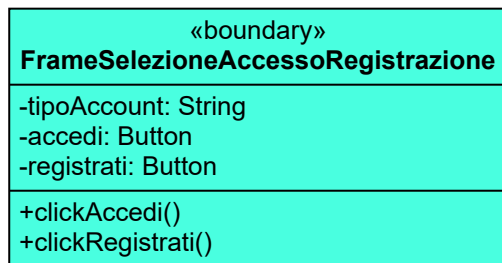 «boundary»
FrameSelezioneAccessoRegistrazione
-tipoAccount: String
-accedi: Button
-registrati: Button
+clickAccedi()
+clickRegistrati()